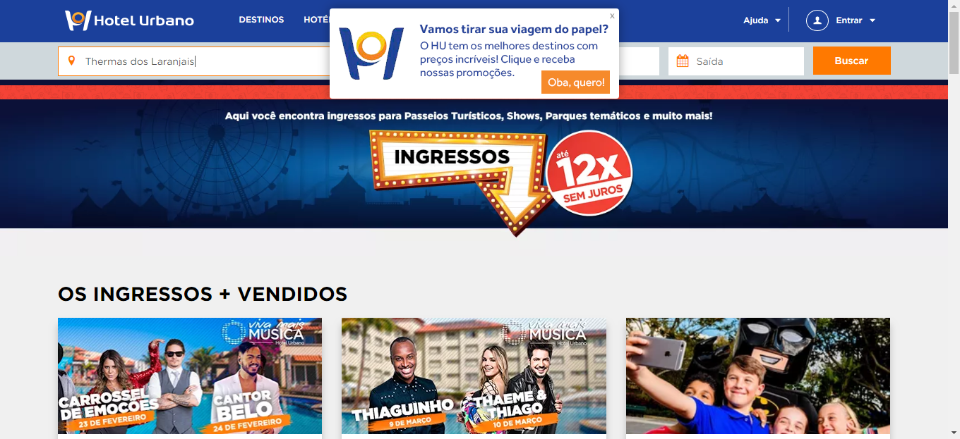 Hotel Urbano
DESTINOS
HOTÉ
Ajuda
Entrar
x
Vamos tirar sua viagem do papel?
O HU tem os melhores destinos com
preços incríveis! Clique e receba
nossas promoções.
Oba, quero!
Thermas dos Laranjais
Saída
Buscar
Aqui você encontra ingressos para Passeios Turísticos, Shows, Parques temáticos e muito mais!
INGRESSOS
até
12x
SEM JUROS
OS INGRESSOS + VENDIDOS
viva mais
MÚSICA
Hotel Urbano
CARROSSEL
DE EMOÇÕES
23 DE FEVEREIRO
CANTOR
BELO
24 DE FEVEREIRO
viva mais
MÚSICA
Hotel Urbano
THIAGUINHO
9 DE MARÇO
THAEME &
THIAGO
10 DE MARÇO